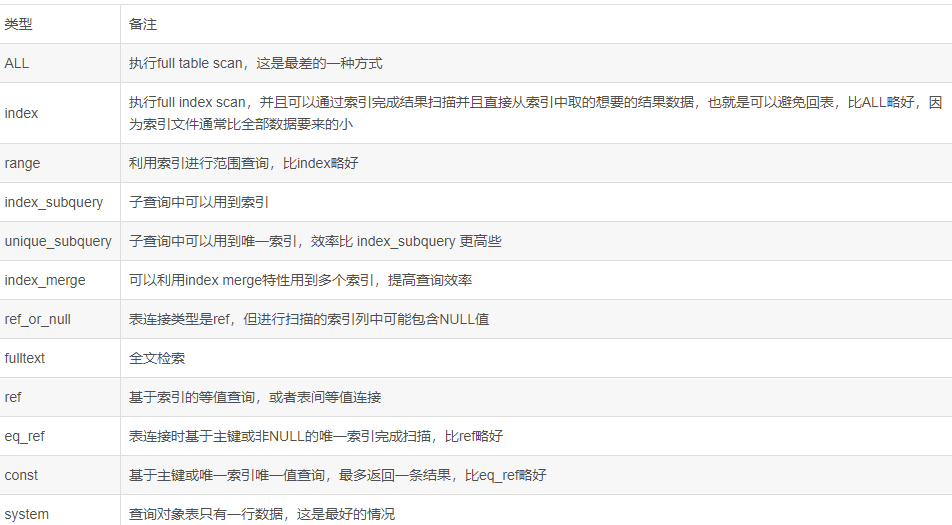 类型 备注
ALL 执行full table scan，这是最差的一种方式
执行full index scan，并且可以通过索引完成结果扫描并且直接从索引中取的想要的结果数据，也就是可以避免回表，比ALL略好，因
index
为索引文件通常比全部数据要来的小
range 利用索引进行范围查询，比index略好
index_subquery 子查询中可以用到索引
unique_subquery 子查询中可以用到唯一索引，效率比 index_subquery 更高些
index_merge 可以利用index merge特性用到多个索引，提高查询效率
ref_or_null 表连接类型是ref，但进行扫描的索引列中可能包含NULL值
fulltext 全文检索
ref 基于索引的等值查询，或者表间等值连接
eq_ref 表连接时基于主键或非NULL的唯一索引完成扫描，比ref略好
const 基于主键或唯一索引唯一值查询，最多返回一条结果，比eq_ref略好
system 查询对象表只有一行数据，这是最好的情况